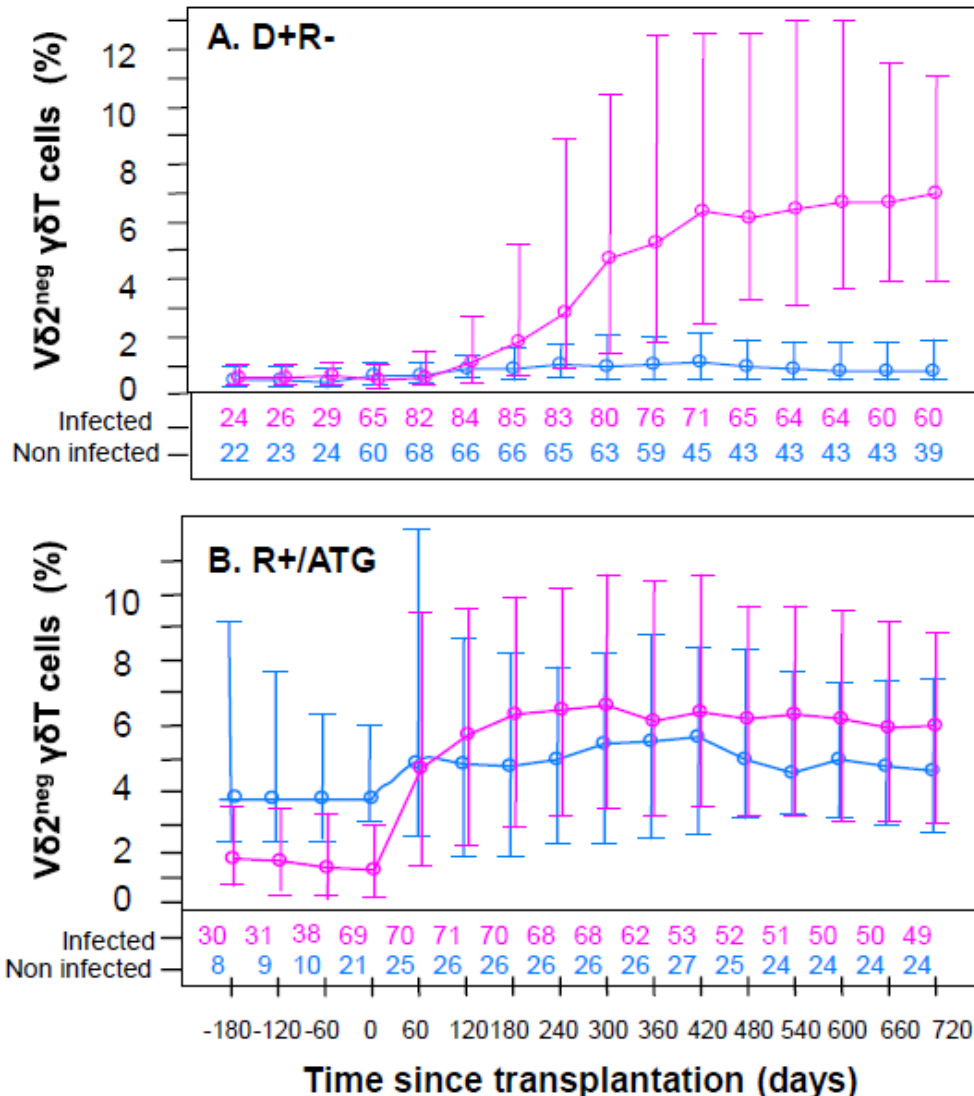 A. D+R-
Vδ2neg γδT cells (%)
12
10
8
6
4
2
0
Infected 24 26 29 65 82 84 85 83 80 76 71 65 64 64 60 60
Non infected 22 23 24 60 68 66 66 65 63 59 45 43 43 43 43 39
B. R+/ATG
Vδ2neg γδT cells (%)
10
8
6
4
2
0
Infected 30 31 38 69 70 71 70 68 68 62 53 52 51 50 50 49
Non infected 8 9 10 21 25 26 26 26 26 26 27 25 24 24 24 24
-180 -120 -60 0 60 120 180 240 300 360 420 480 540 600 660 720
Time since transplantation (days)